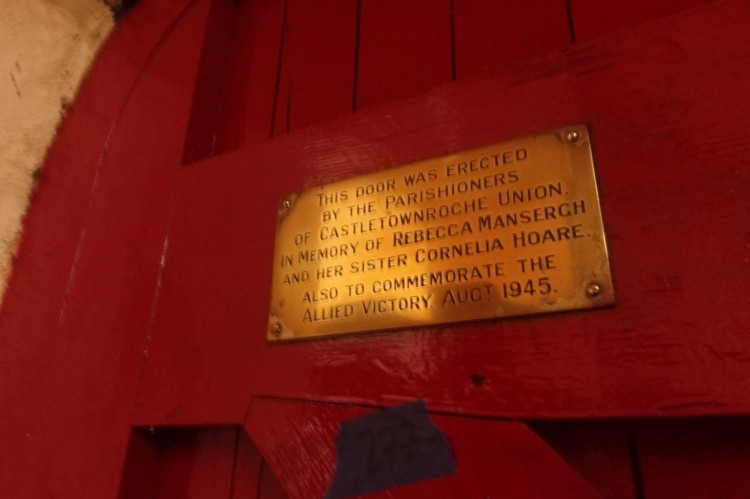 THIS DOOR WAS ERECTED
BY THE PARISHIONERS
OF CASTLETOWNROCHE UNION.
IN MEMORY OF REBECCA MANSERGH
AND HER SISTER CORNELIA HOARE.
ALSO TO COMMEMORATE THE
ALLIED VICTORY AUGT 1945.